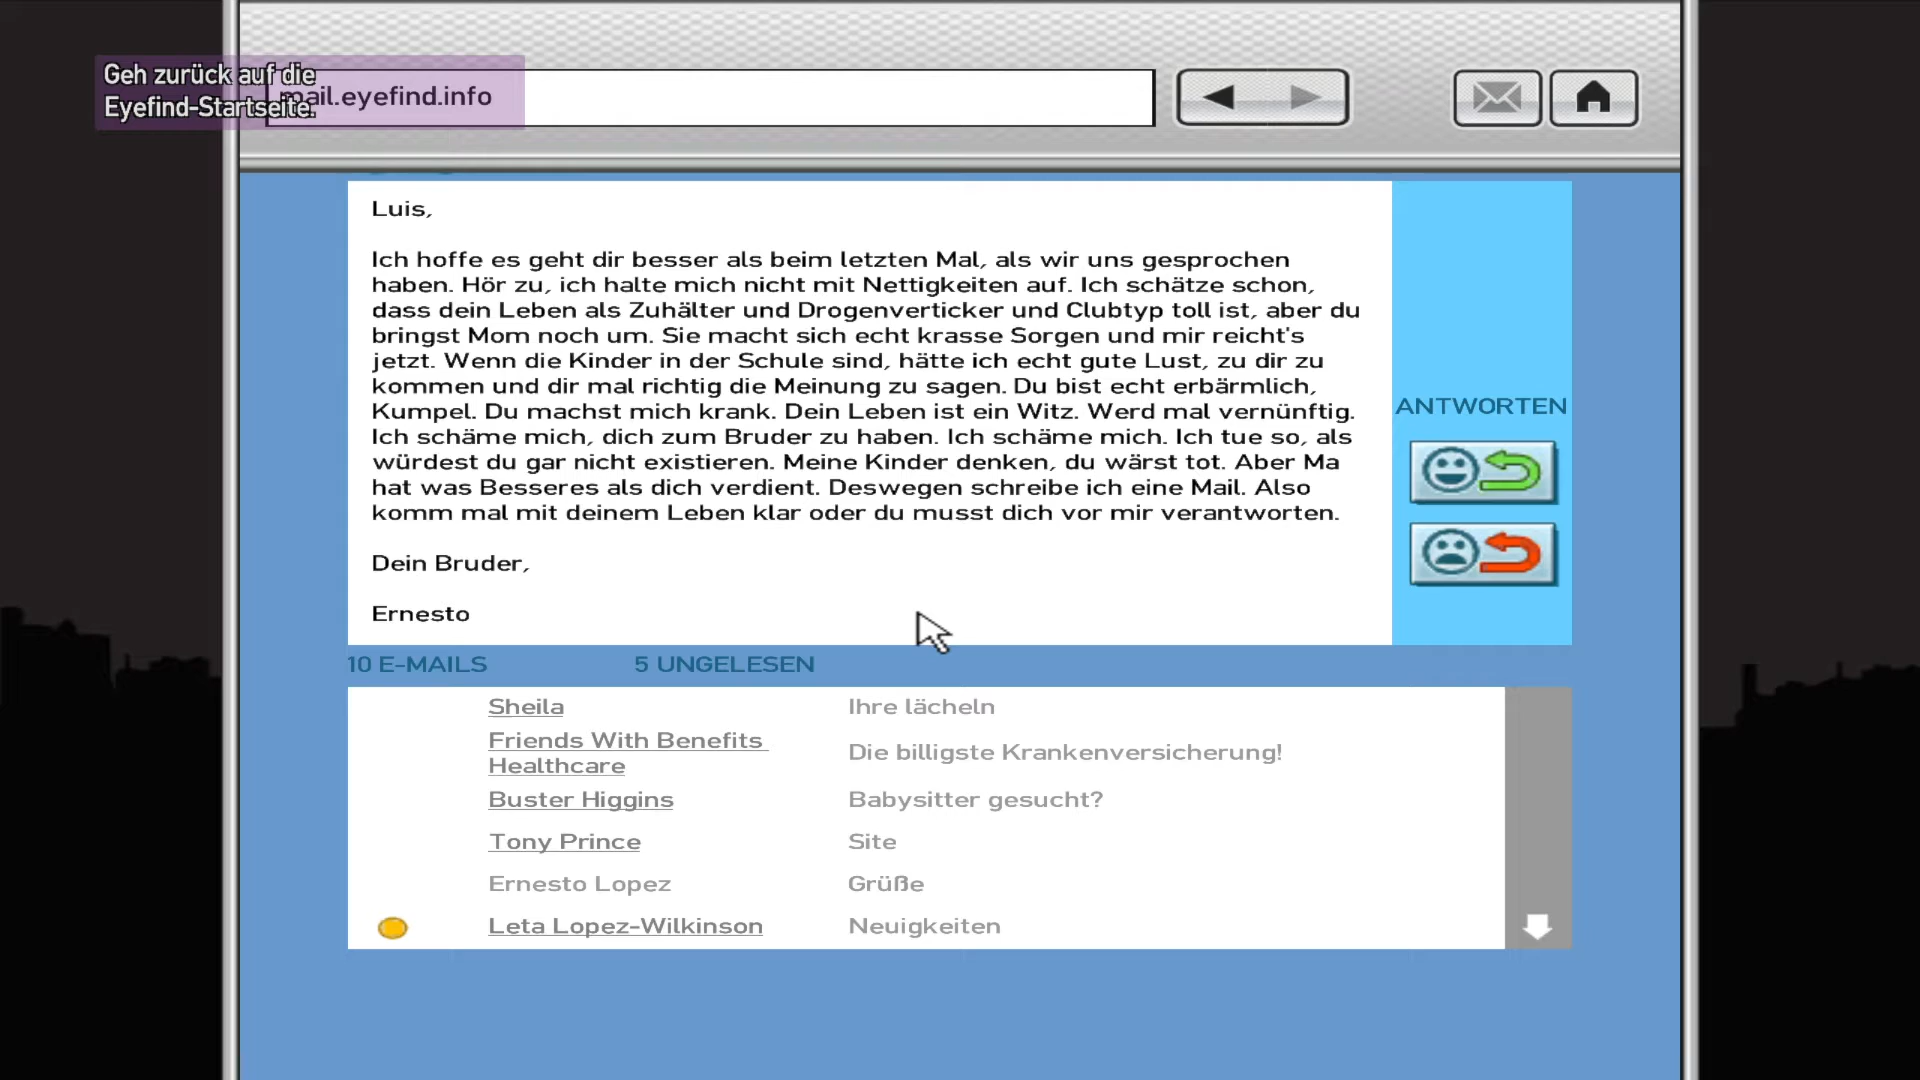 Geh zurück auf die
Eyefind-Startseite.
mail.eyefind.info
Luis,
Ich hoffe es geht dir besser als beim letzten Mal, als wir uns gesprochen
haben. Hör zu, ich halte mich nicht mit Nettigkeiten auf. Ich schätze schon,
dass dein Leben als Zuhälter und Drogenverticker und Clubtyp toll ist, aber du
bringst Mom noch um. Sie macht sich echt krasse Sorgen und mir reicht's
jetzt. Wenn die Kinder in der Schule sind, hätte ich echt gute Lust, zu dir zu
kommen und dir mal richtig die Meinung zu sagen. Du bist echt erbärmlich,
Kumpel. Du machst mich krank. Dein Leben ist ein Witz. Werd mal vernünftig.
Ich schäme mich, dich zum Bruder zu haben. Ich schäme mich. Ich tue so, als
würdest du gar nicht existieren. Meine Kinder denken, du wärst tot. Aber Ma
hat was Besseres als dich verdient. Deswegen schreibe ich eine Mail. Also
komm mal mit deinem Leben klar oder du musst dich vor mir verantworten.
Dein Bruder,
Ernesto
ANTWORTEN
10 E-MAILS 5 UNGELESEN
Sheila Ihre lächeln
Friends With Benefits
Healthcare Die billigste Krankenversicherung!
Buster Higgins Babysitter gesucht?
Tony Prince Site
Ernesto Lopez Grüße
Leta Lopez-Wilkinson Neuigkeiten